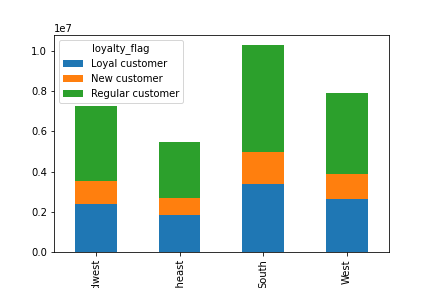 1e7
loyalty_flag
Loyal customer
New customer
Regular customer
1.0
0.8
0.6
0.4
0.2
0.0
dwest
heast
South
West